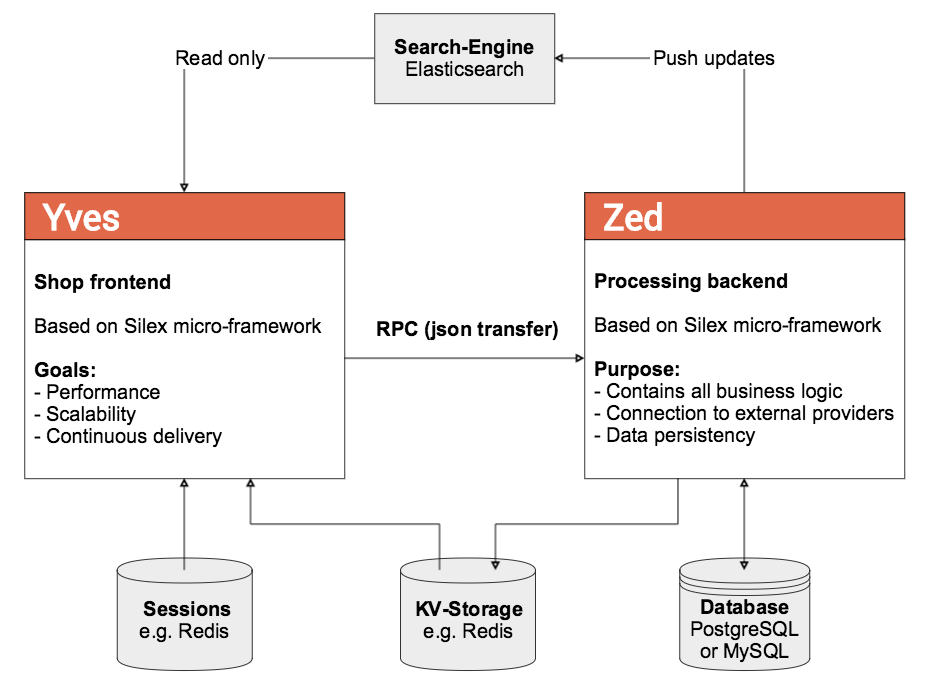 Search-Engine
Elasticsearch
Read only
Push updates
Yves
Shop frontend
Based on Silex micro-framework
Goals:
- Performance
- Scalability
- Continuous delivery
RPC (json transfer)
Zed
Processing backend
Based on Silex micro-framework
Purpose:
- Contains all business logic
- Connection to external providers
- Data persistency
Sessions
e.g. Redis
KV-Storage
e.g. Redis
Database
PostgreSQL
or MySQL